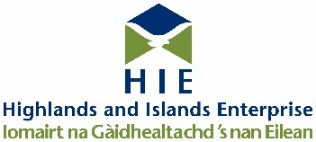 HIE
Highlands and Islands Enterprise
Iomairt na Gàidhealtachd 's nan Eilean